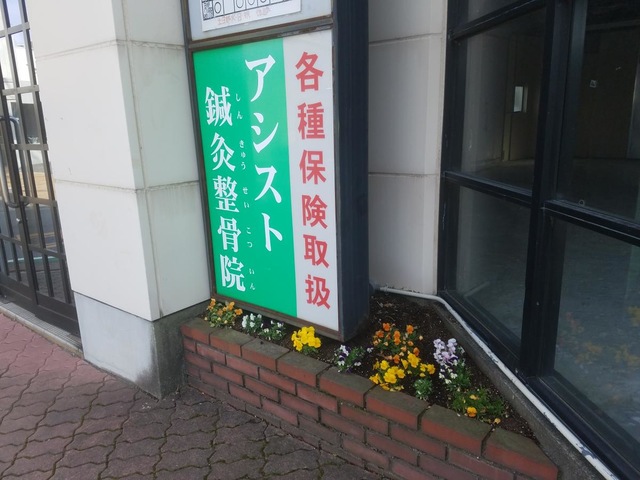 各種保険取扱
アシスト
鍼灸整骨院
しんきゅうせいこついん